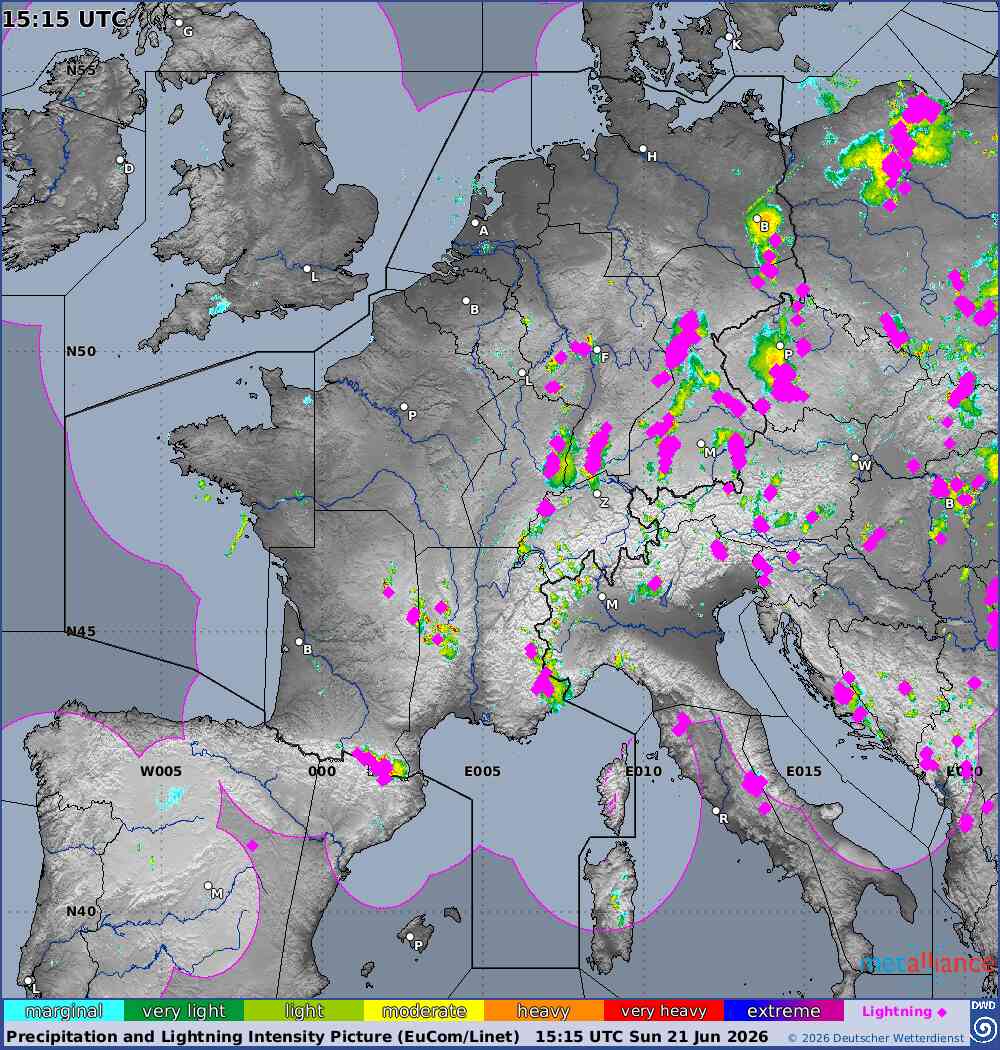 15:15 UTC
G
K
N55
H
D
B
A
L
B
N50
P
F
L
P
M
W
Z
B
M
N45
B
W005
000
E005
E010
E015
E020
R
M
N40
P
L
metalliance
marginal very light light moderate heavy very heavy extreme Lightning
DWD
Precipitation and Lightning Intensity Picture (EuCom/Linet) 15:15 UTC Sun 21 Jun 2026 © 2026 Deutscher Wetterdienst